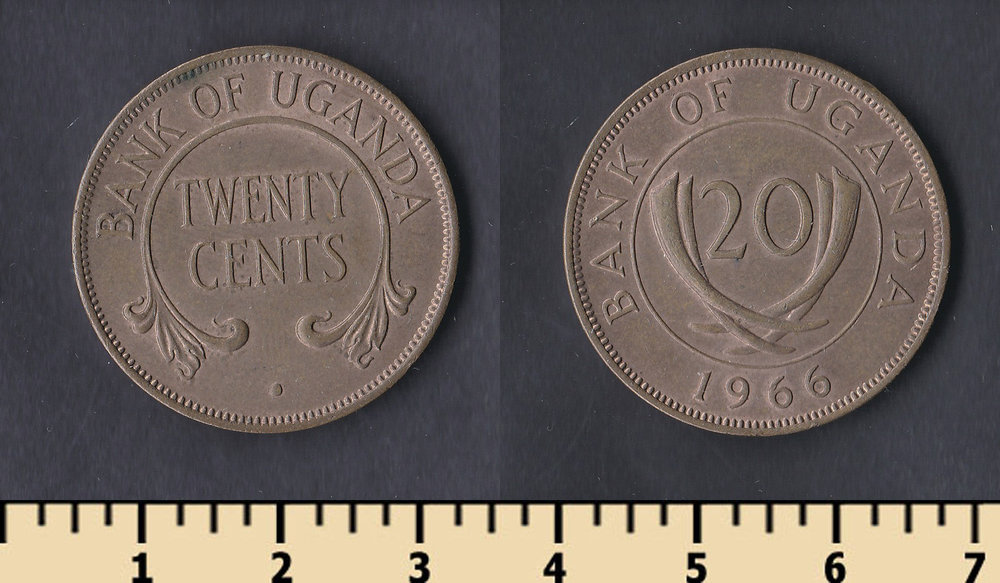 BANK OF UGANDA
TWENTY
CENTS
BANK OF UGANDA
20
1966
1 2 3 4 5 6 7